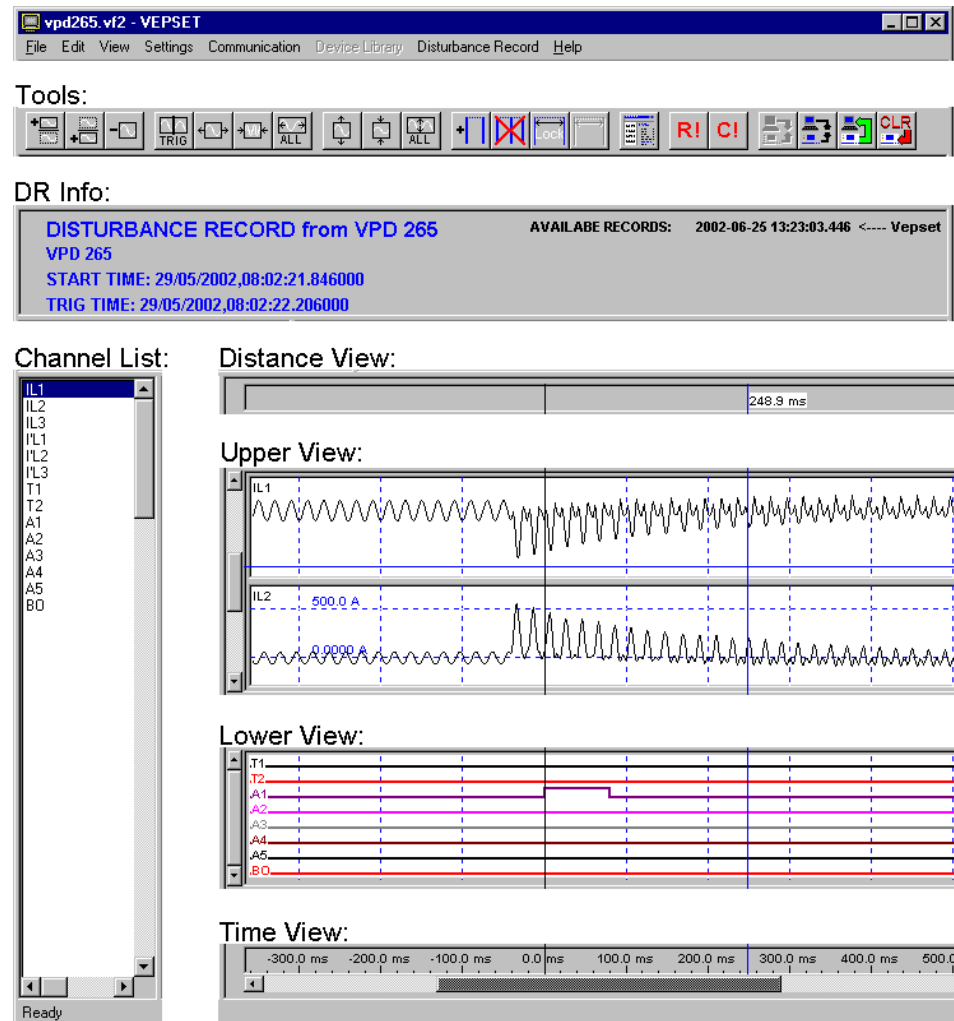 vpd265.vf2 - VEPSET
File Edit View Settings Communication Device Library Disturbance Record Help
Tools:
TRIG ALL ALL Lock R! C! CLR
DR Info:
DISTURBANCE RECORD from VPD 265 AVAILABE RECORDS: 2002-06-25 13:23:03.446 <---- Vepset
VPD 265
START TIME: 29/05/2002,08:02:21.846000
TRIG TIME: 29/05/2002,08:02:22.206000
Channel List:
IL1
IL2
IL3
I'L1
I'L2
I'L3
T1
T2
A1
A2
A3
A4
A5
BO
Ready
Distance View:
248.9 ms
Upper View:
IL1
IL2
500.0 A
0.0000 A
Lower View:
.T1
.T2
.A1
.A2
.A3
.A4
.A5
.BO
Time View:
-300.0 ms -200.0 ms -100.0 ms 0.0 ms 100.0 ms 200.0 ms 300.0 ms 400.0 ms 500.0